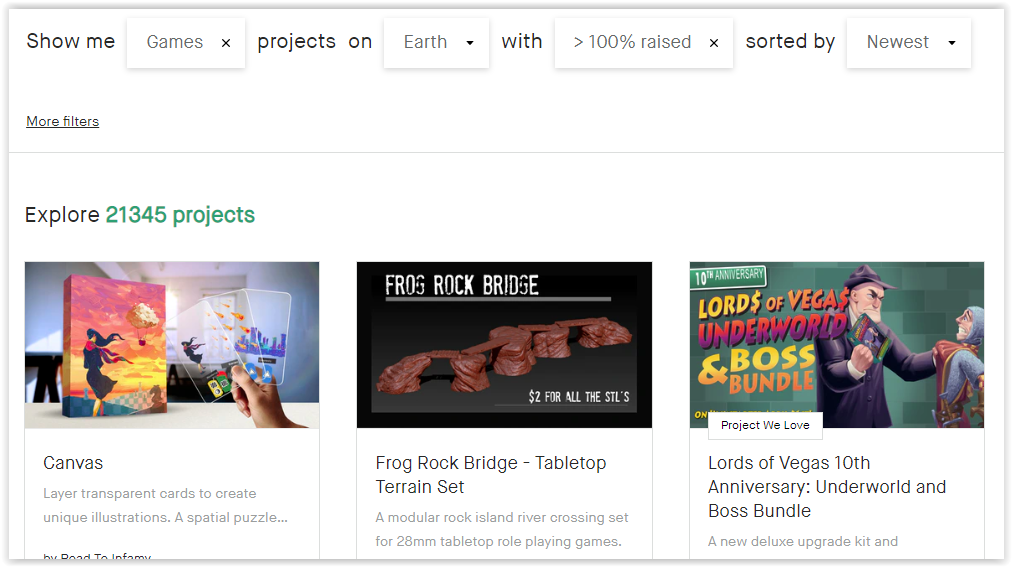 Show me Games × projects on Earth with > 100% raised × sorted by Newest
More filters
Explore 21345 projects
FROG ROCK BRIDGE
$2 FOR ALL THE STL'S
10TH ANNIVERSARY
LORD$ OF VEGAS
UNDERWORLD
& BOSS
BUNDLE
Project We Love
Canvas
Layer transparent cards to create
unique illustrations. A spatial puzzle...
by Road To Infamy
Frog Rock Bridge - Tabletop
Terrain Set
A modular rock island river crossing set
for 28mm tabletop role playing games.
Lords of Vegas 10th
Anniversary: Underworld and
Boss Bundle
A new deluxe upgrade kit and